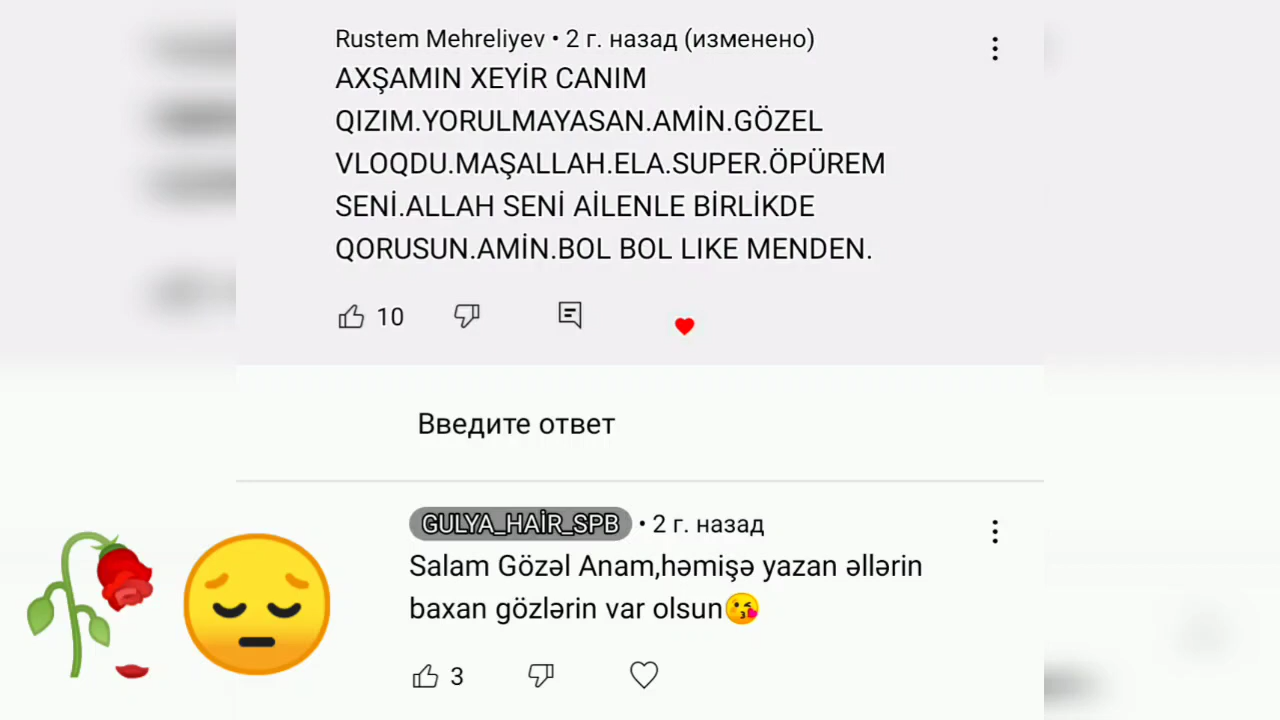 Rustem Mehreliyev • 2 г. назад (изменено)
AXŞAMIN XEYİR CANIM
QIZIM.YORULMAYASAN.AMİN.GÖZEL
VLOQDU.MAŞALLAH.ELA.SUPER.ÖPÜREM
SENİ.ALLAH SENİ AİLENLE BİRLİKDE
QORUSUN.AMİN.BOL BOL LIKE MENDEN.
10
Введите ответ
GULYA_HAİR_SPB • 2 г. назад
Salam Gözəl Anam,həmişə yazan əllərin
baxan gözlərin var olsun😘
3